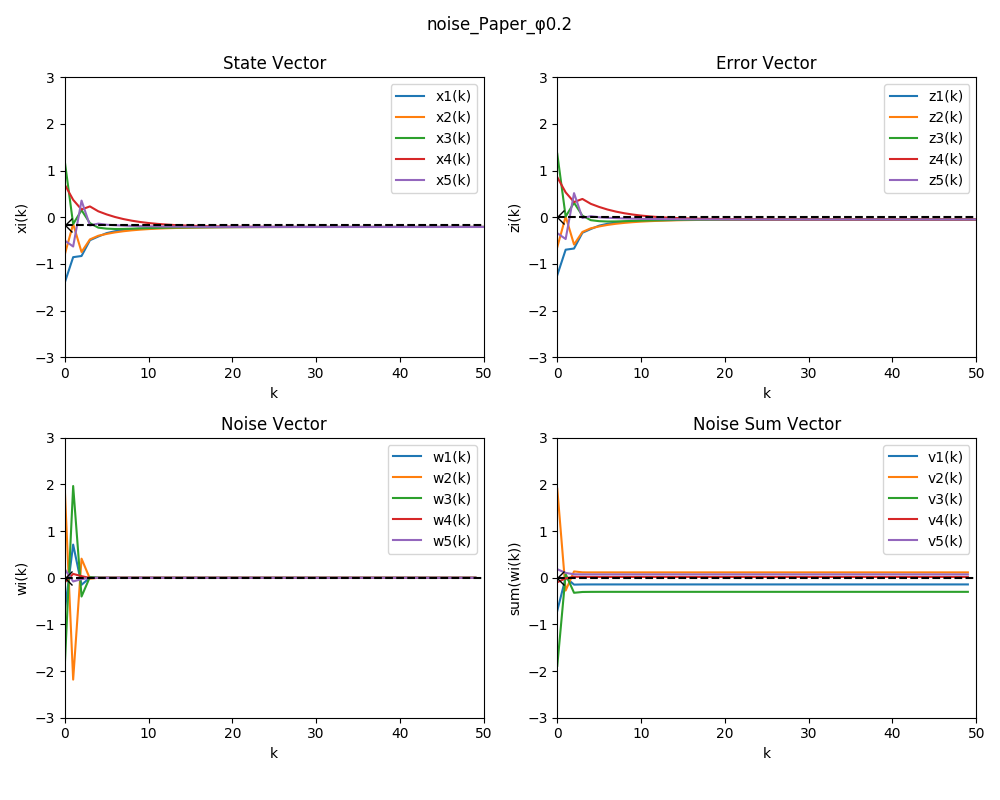 noise_Paper_φ0.2
State Vector
3
2
1
0
−1
−2
−3
xi(k)
x1(k)
x2(k)
x3(k)
x4(k)
x5(k)
0 10 20 30 40 50
k
Error Vector
3
2
1
0
−1
−2
−3
zi(k)
z1(k)
z2(k)
z3(k)
z4(k)
z5(k)
0 10 20 30 40 50
k
Noise Vector
3
2
1
0
−1
−2
−3
wi(k)
w1(k)
w2(k)
w3(k)
w4(k)
w5(k)
0 10 20 30 40 50
k
Noise Sum Vector
3
2
1
0
−1
−2
−3
sum(wi(k))
v1(k)
v2(k)
v3(k)
v4(k)
v5(k)
0 10 20 30 40 50
k